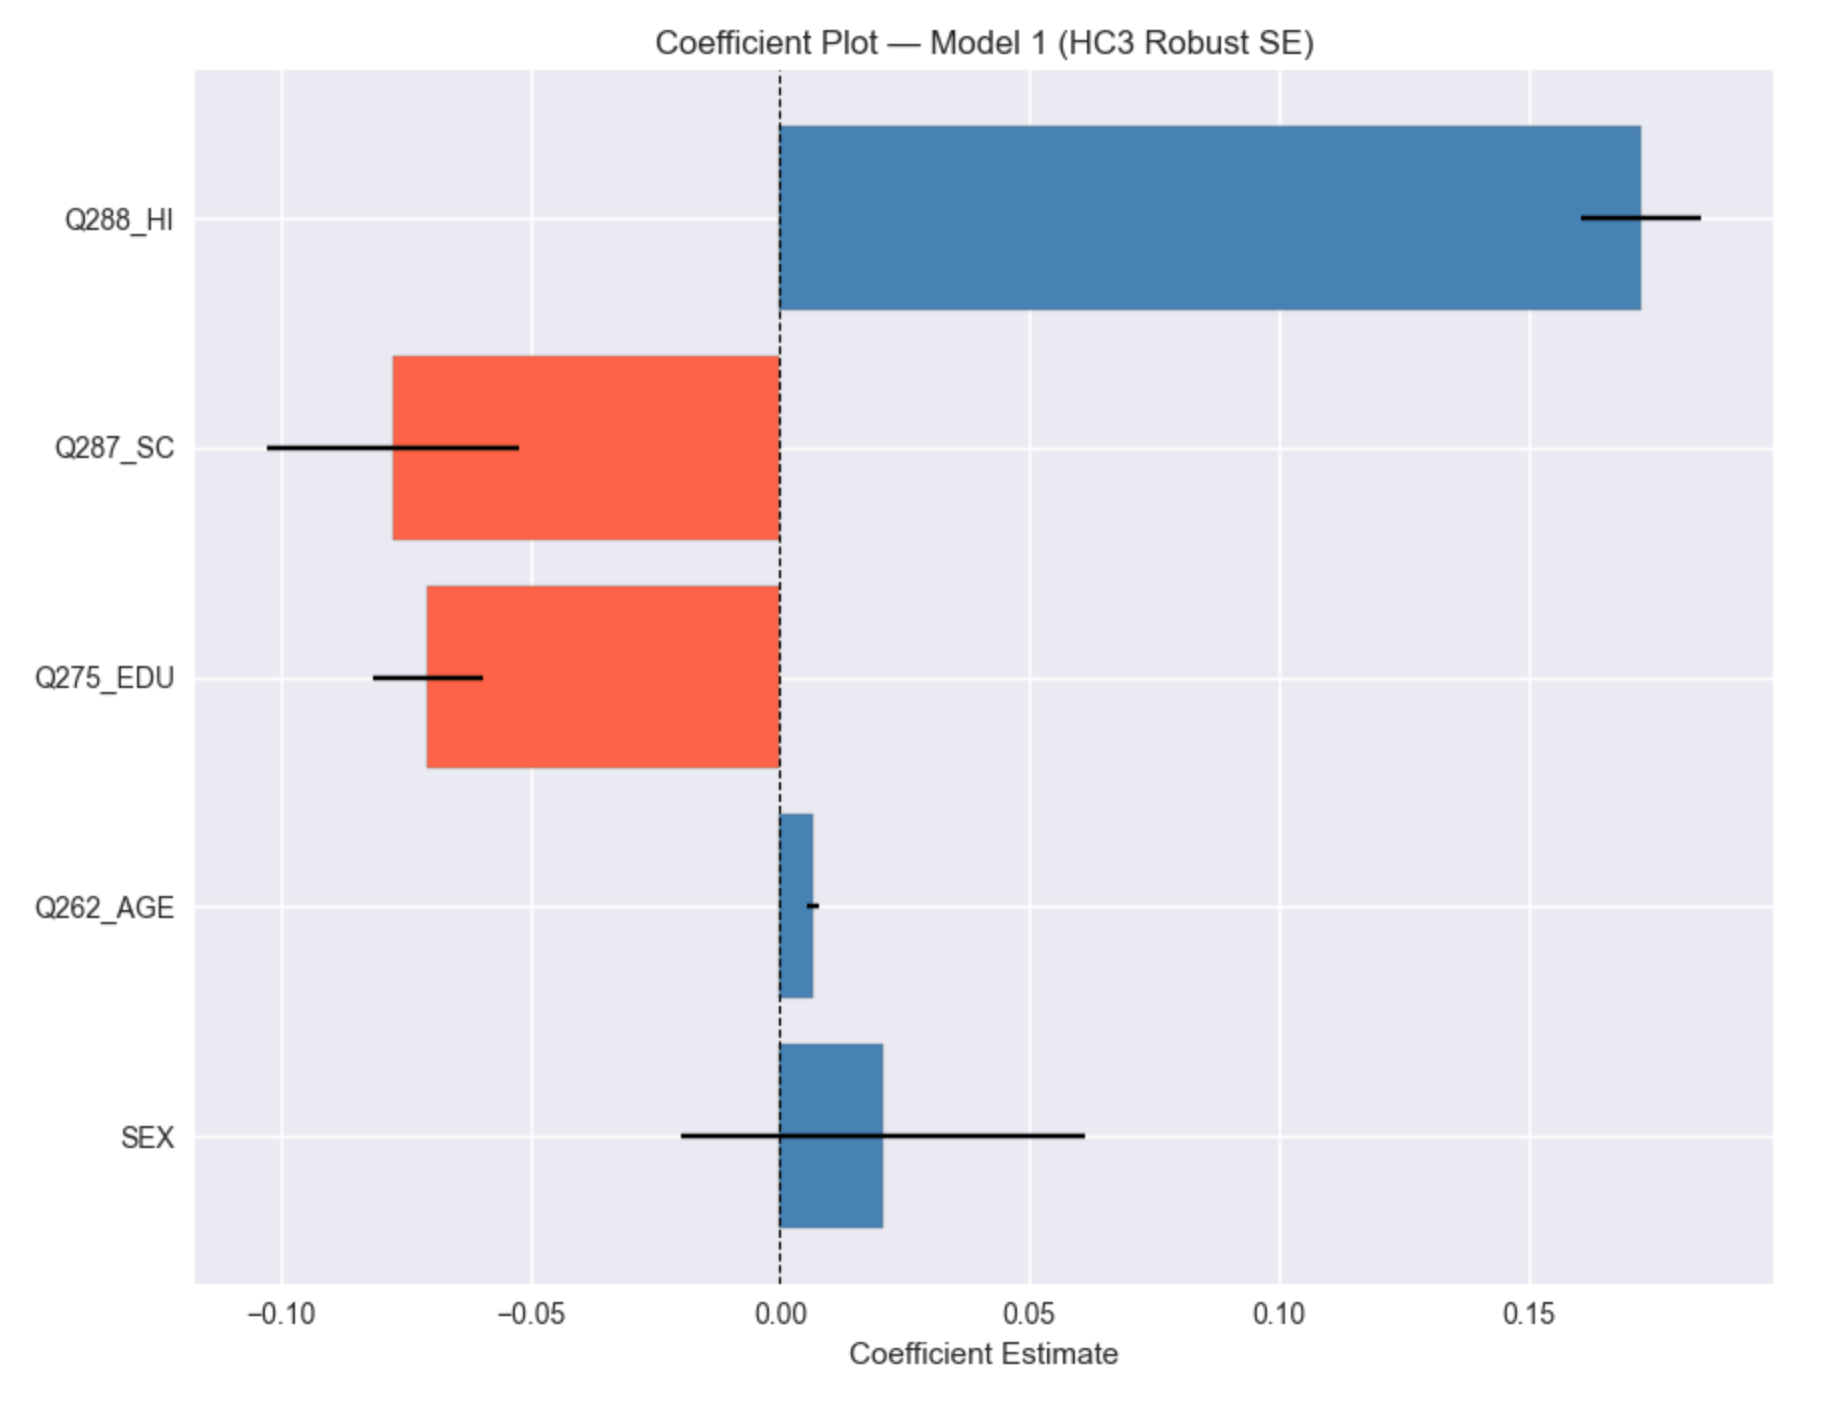 Coefficient Plot — Model 1 (HC3 Robust SE)
Q288_HI
Q287_SC
Q275_EDU
Q262_AGE
SEX
−0.10 −0.05 0.00 0.05 0.10 0.15
Coefficient Estimate